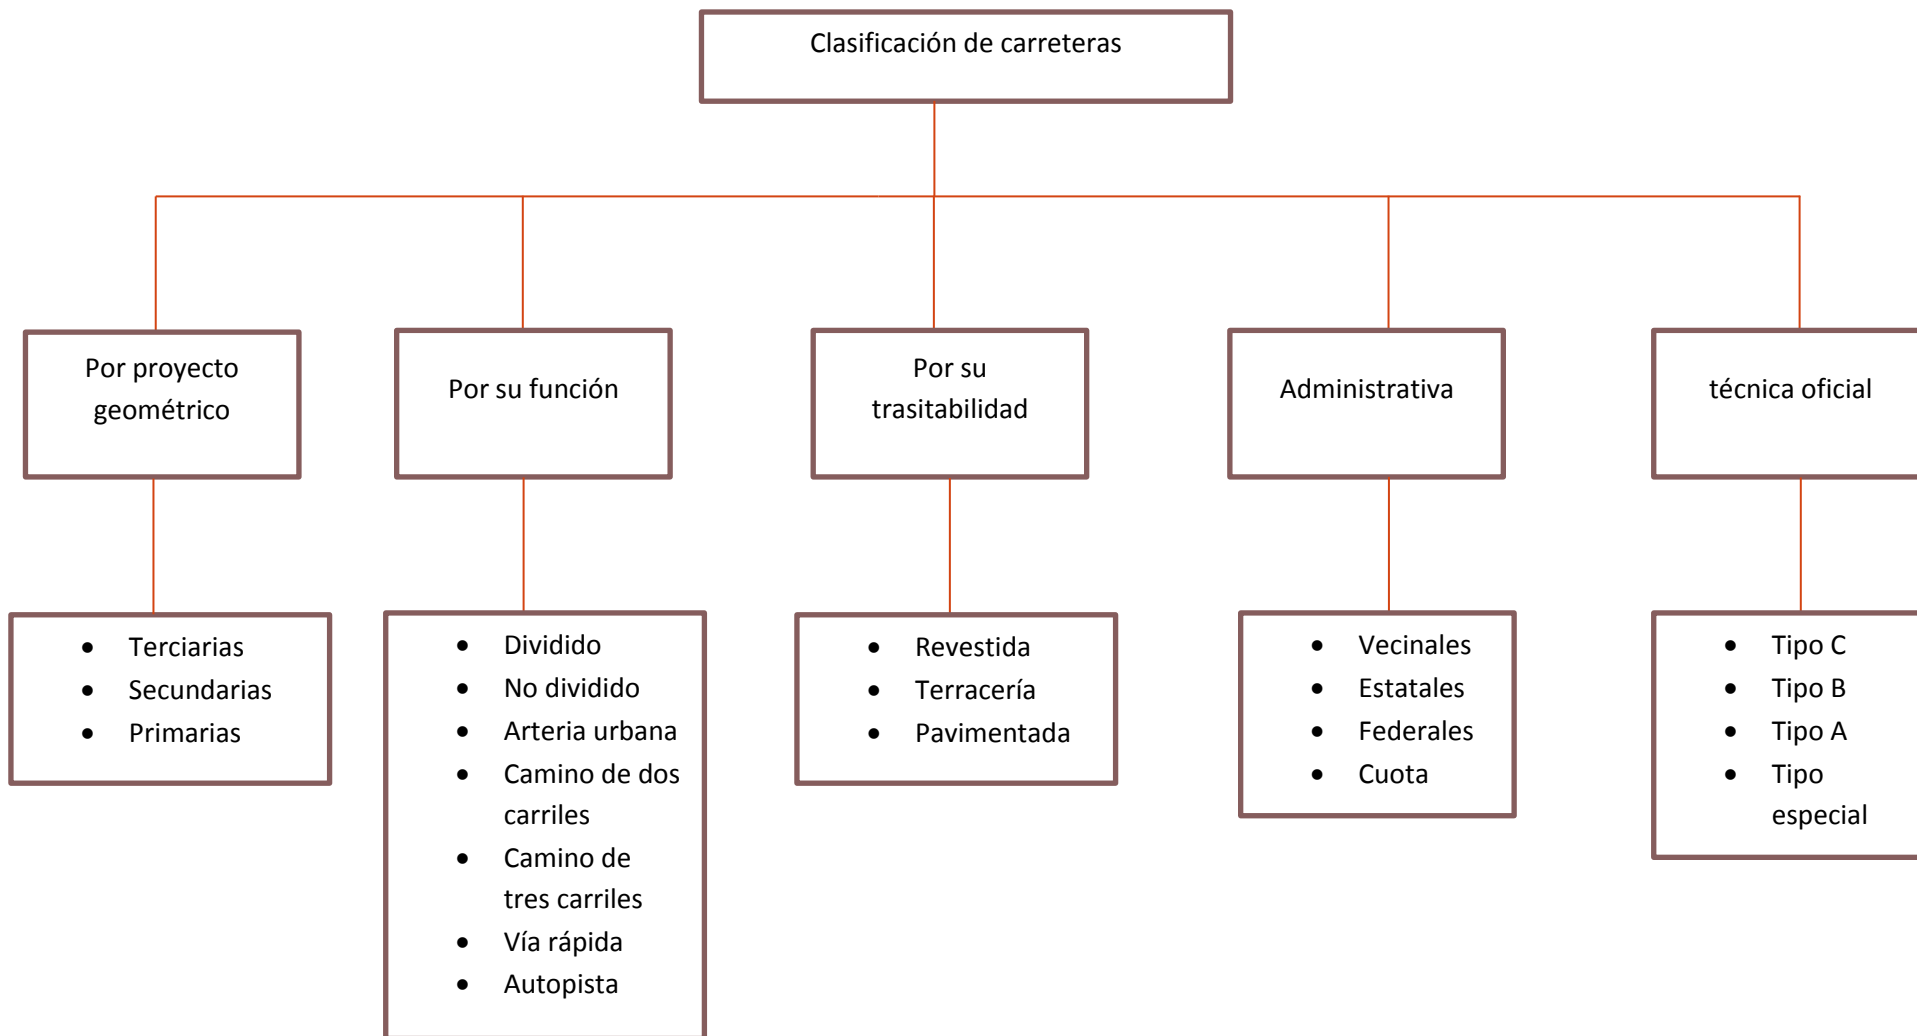 Clasificación de carreteras
Por proyecto
geométrico
Por su función
Por su
trasitabilidad
Administrativa
técnica oficial
• Terciarias
• Secundarias
• Primarias
• Dividido
• No dividido
• Arteria urbana
• Camino de dos
carriles
• Camino de
tres carriles
• Vía rápida
• Autopista
• Revestida
• Terracería
• Pavimentada
• Vecinales
• Estatales
• Federales
• Cuota
• Tipo C
• Tipo B
• Tipo A
• Tipo
especial